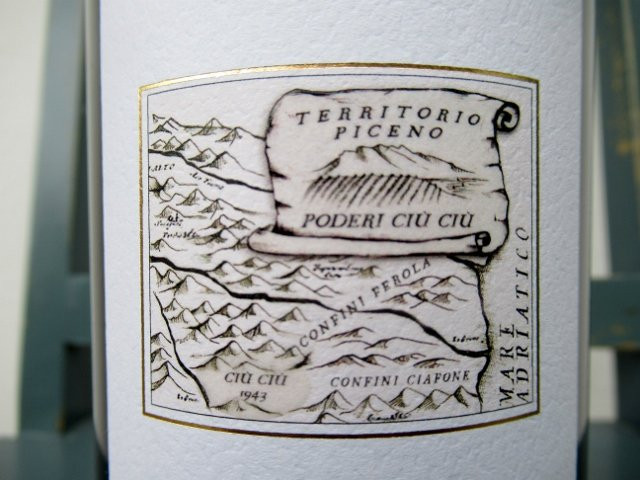 TERRITORIO
PICENO
PODERI CIÙ CIÙ
CONFINI FEROLA
CIÙ CIÙ
1943
CONFINI CIAFONE
MARE
ADRIATICO